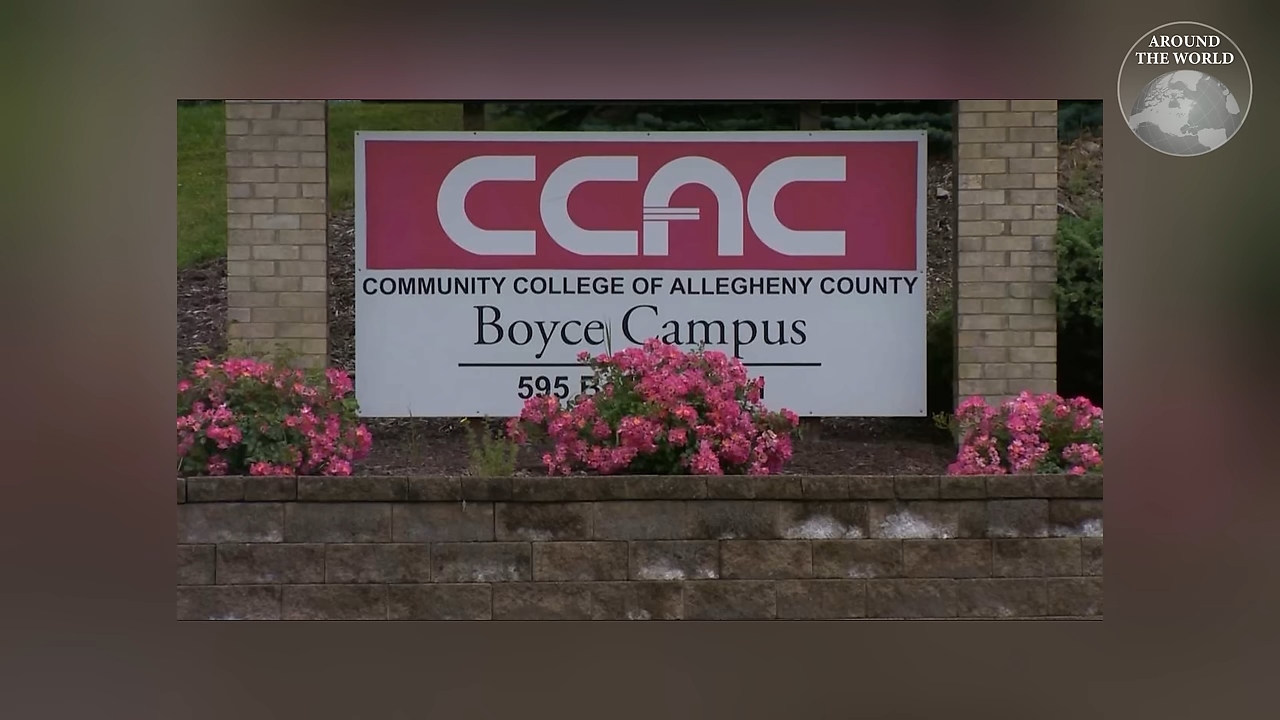 AROUND
THE WORLD
CCAC
COMMUNITY COLLEGE OF ALLEGHENY COUNTY
Boyce Campus
595